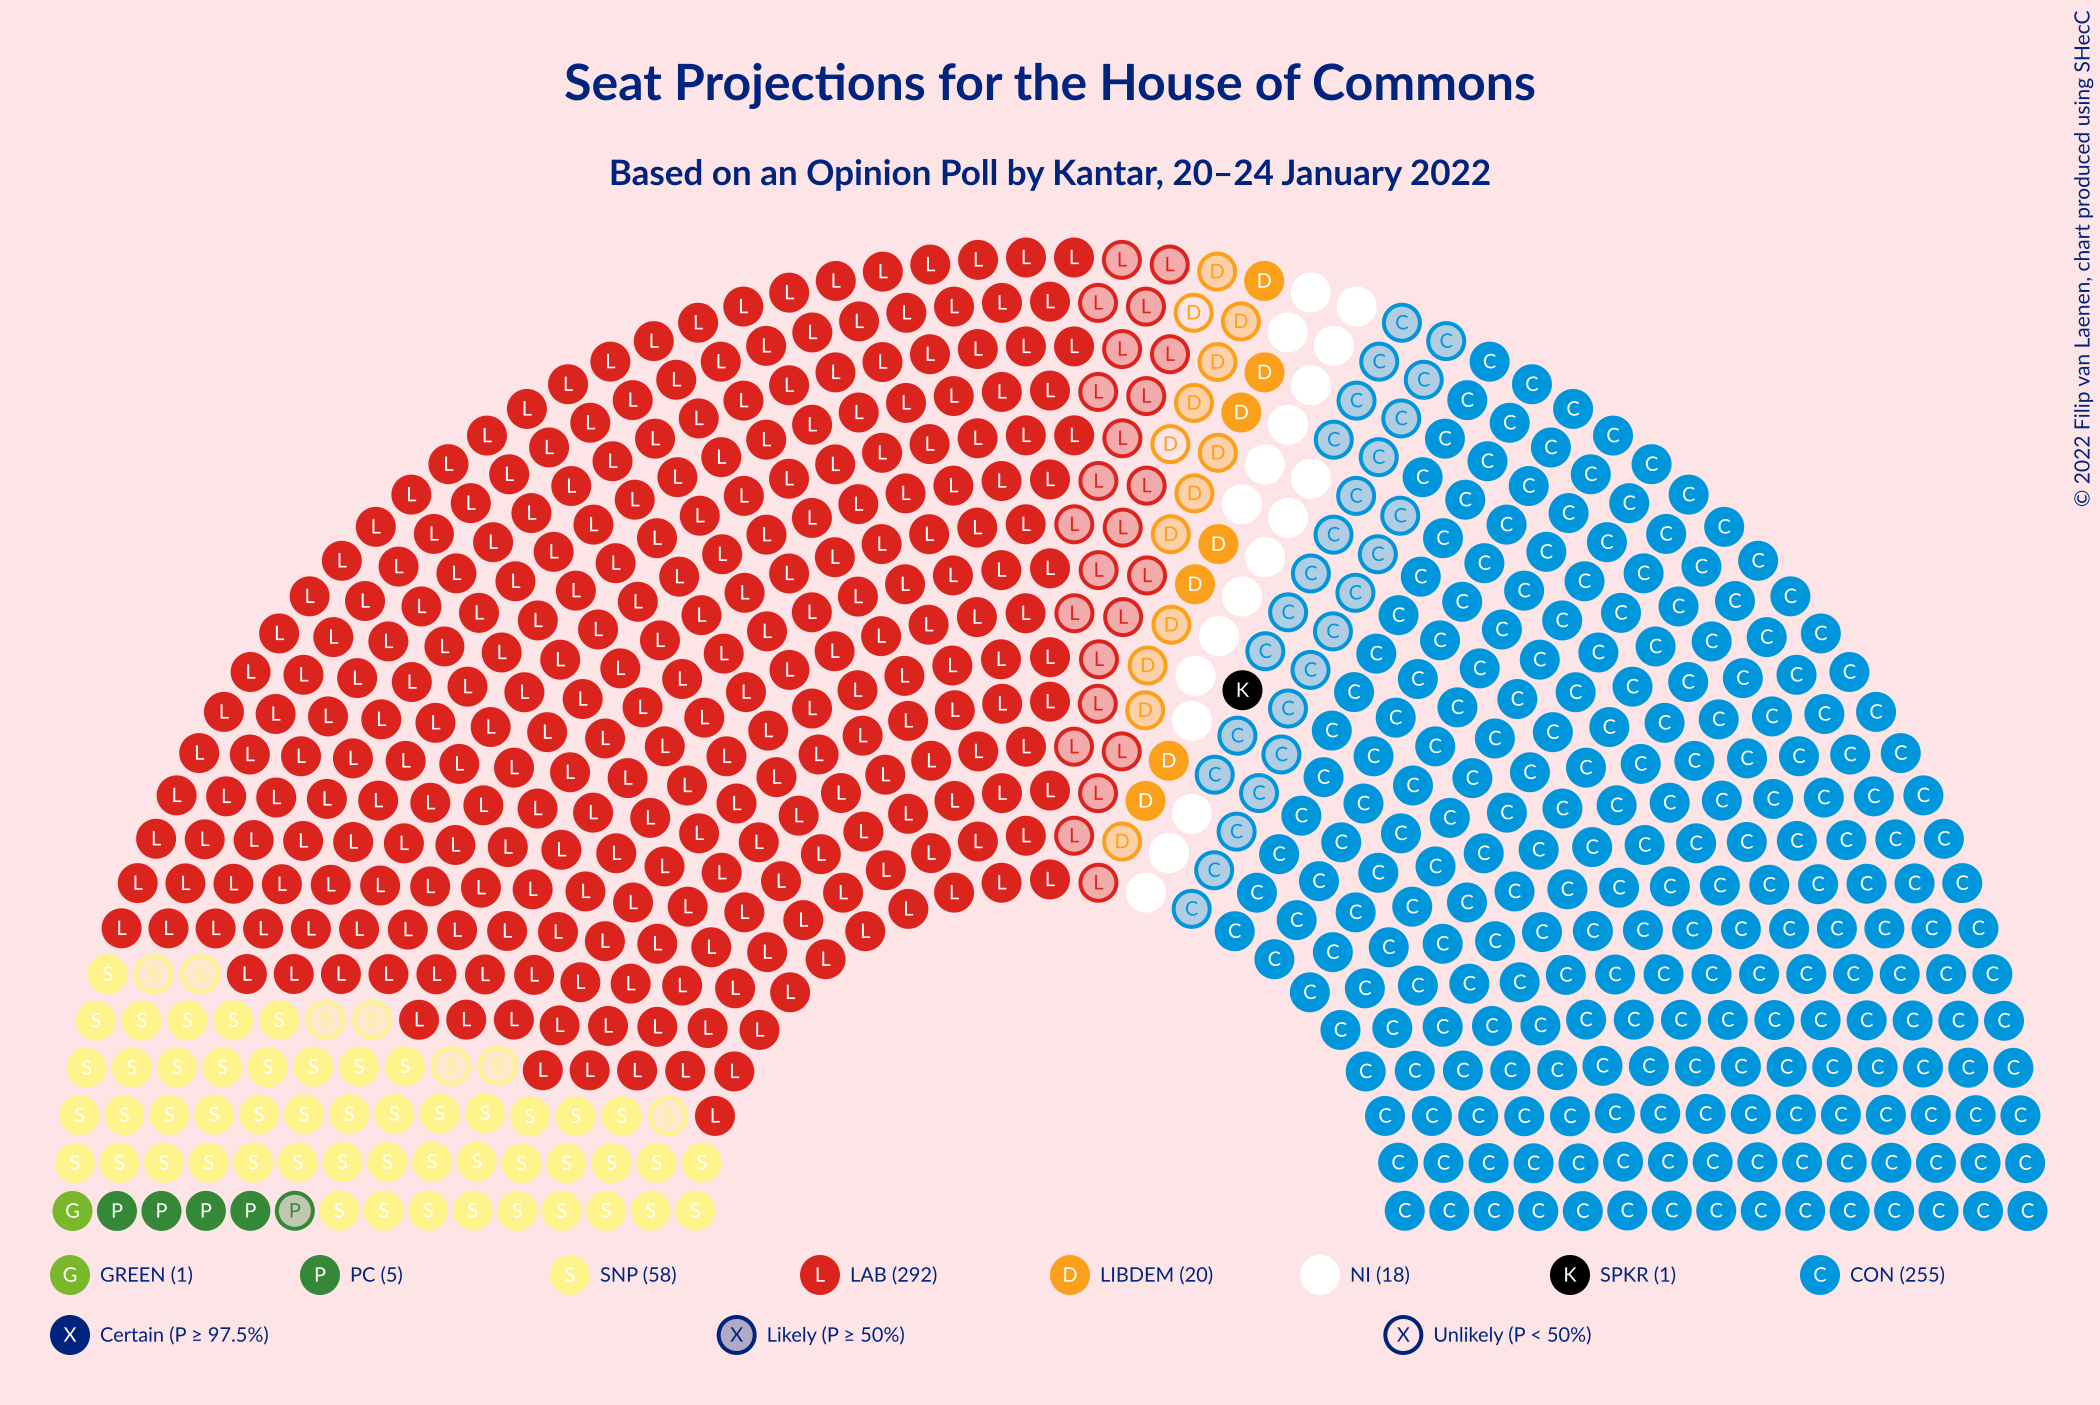 Seat Projections for the House of Commons
Based on an Opinion Poll by Kantar, 20–24 January 2022
© 2022 Filip van Laenen, chart produced using SHecC
G GREEN (1)
P PC (5)
S SNP (58)
L LAB (292)
D LIBDEM (20)
NI (18)
K SPKR (1)
C CON (255)
X Certain (P ≥ 97.5%)
X Likely (P ≥ 50%)
X Unlikely (P < 50%)